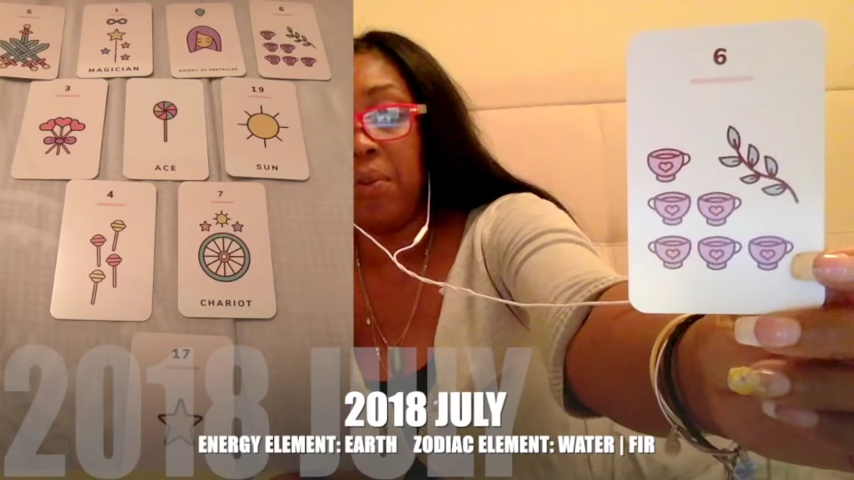 6
1
MAGICIAN
KNIGHT OF PENTACLES
6
3
ACE
19
SUN
4
7
CHARIOT
17
6
2018 JULY
2018 JULY
ENERGY ELEMENT: EARTH ZODIAC ELEMENT: WATER | FIR